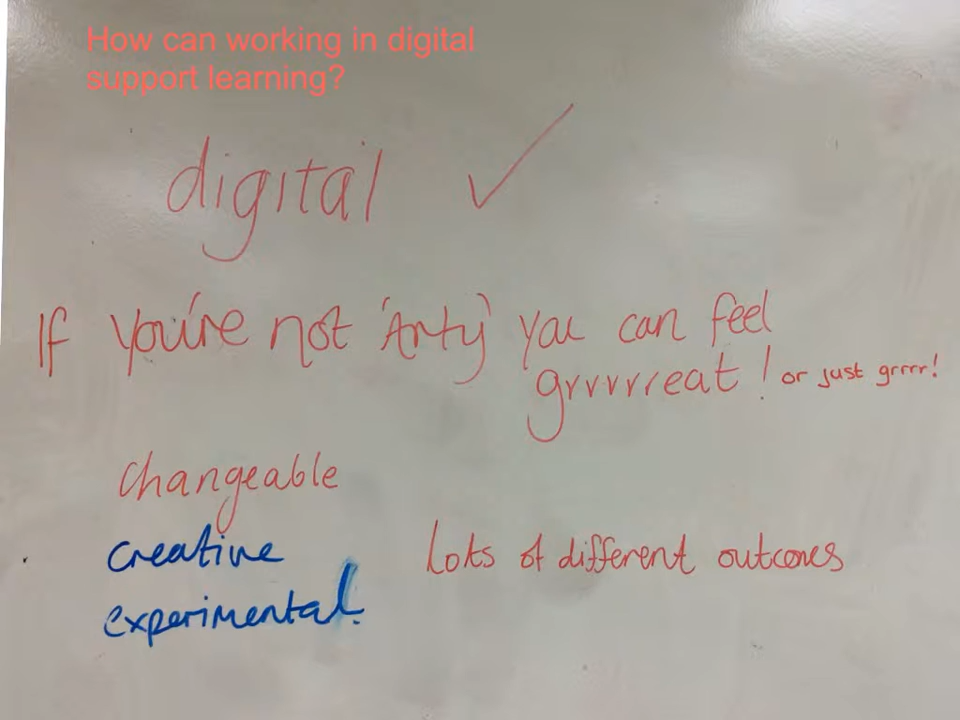 How can working in digital
support learning?
digital ✓
If you're not 'Arty' you can feel
grrrrreat! or just grrrr!
changeable
creative
Lots of different outcomes
experimental.